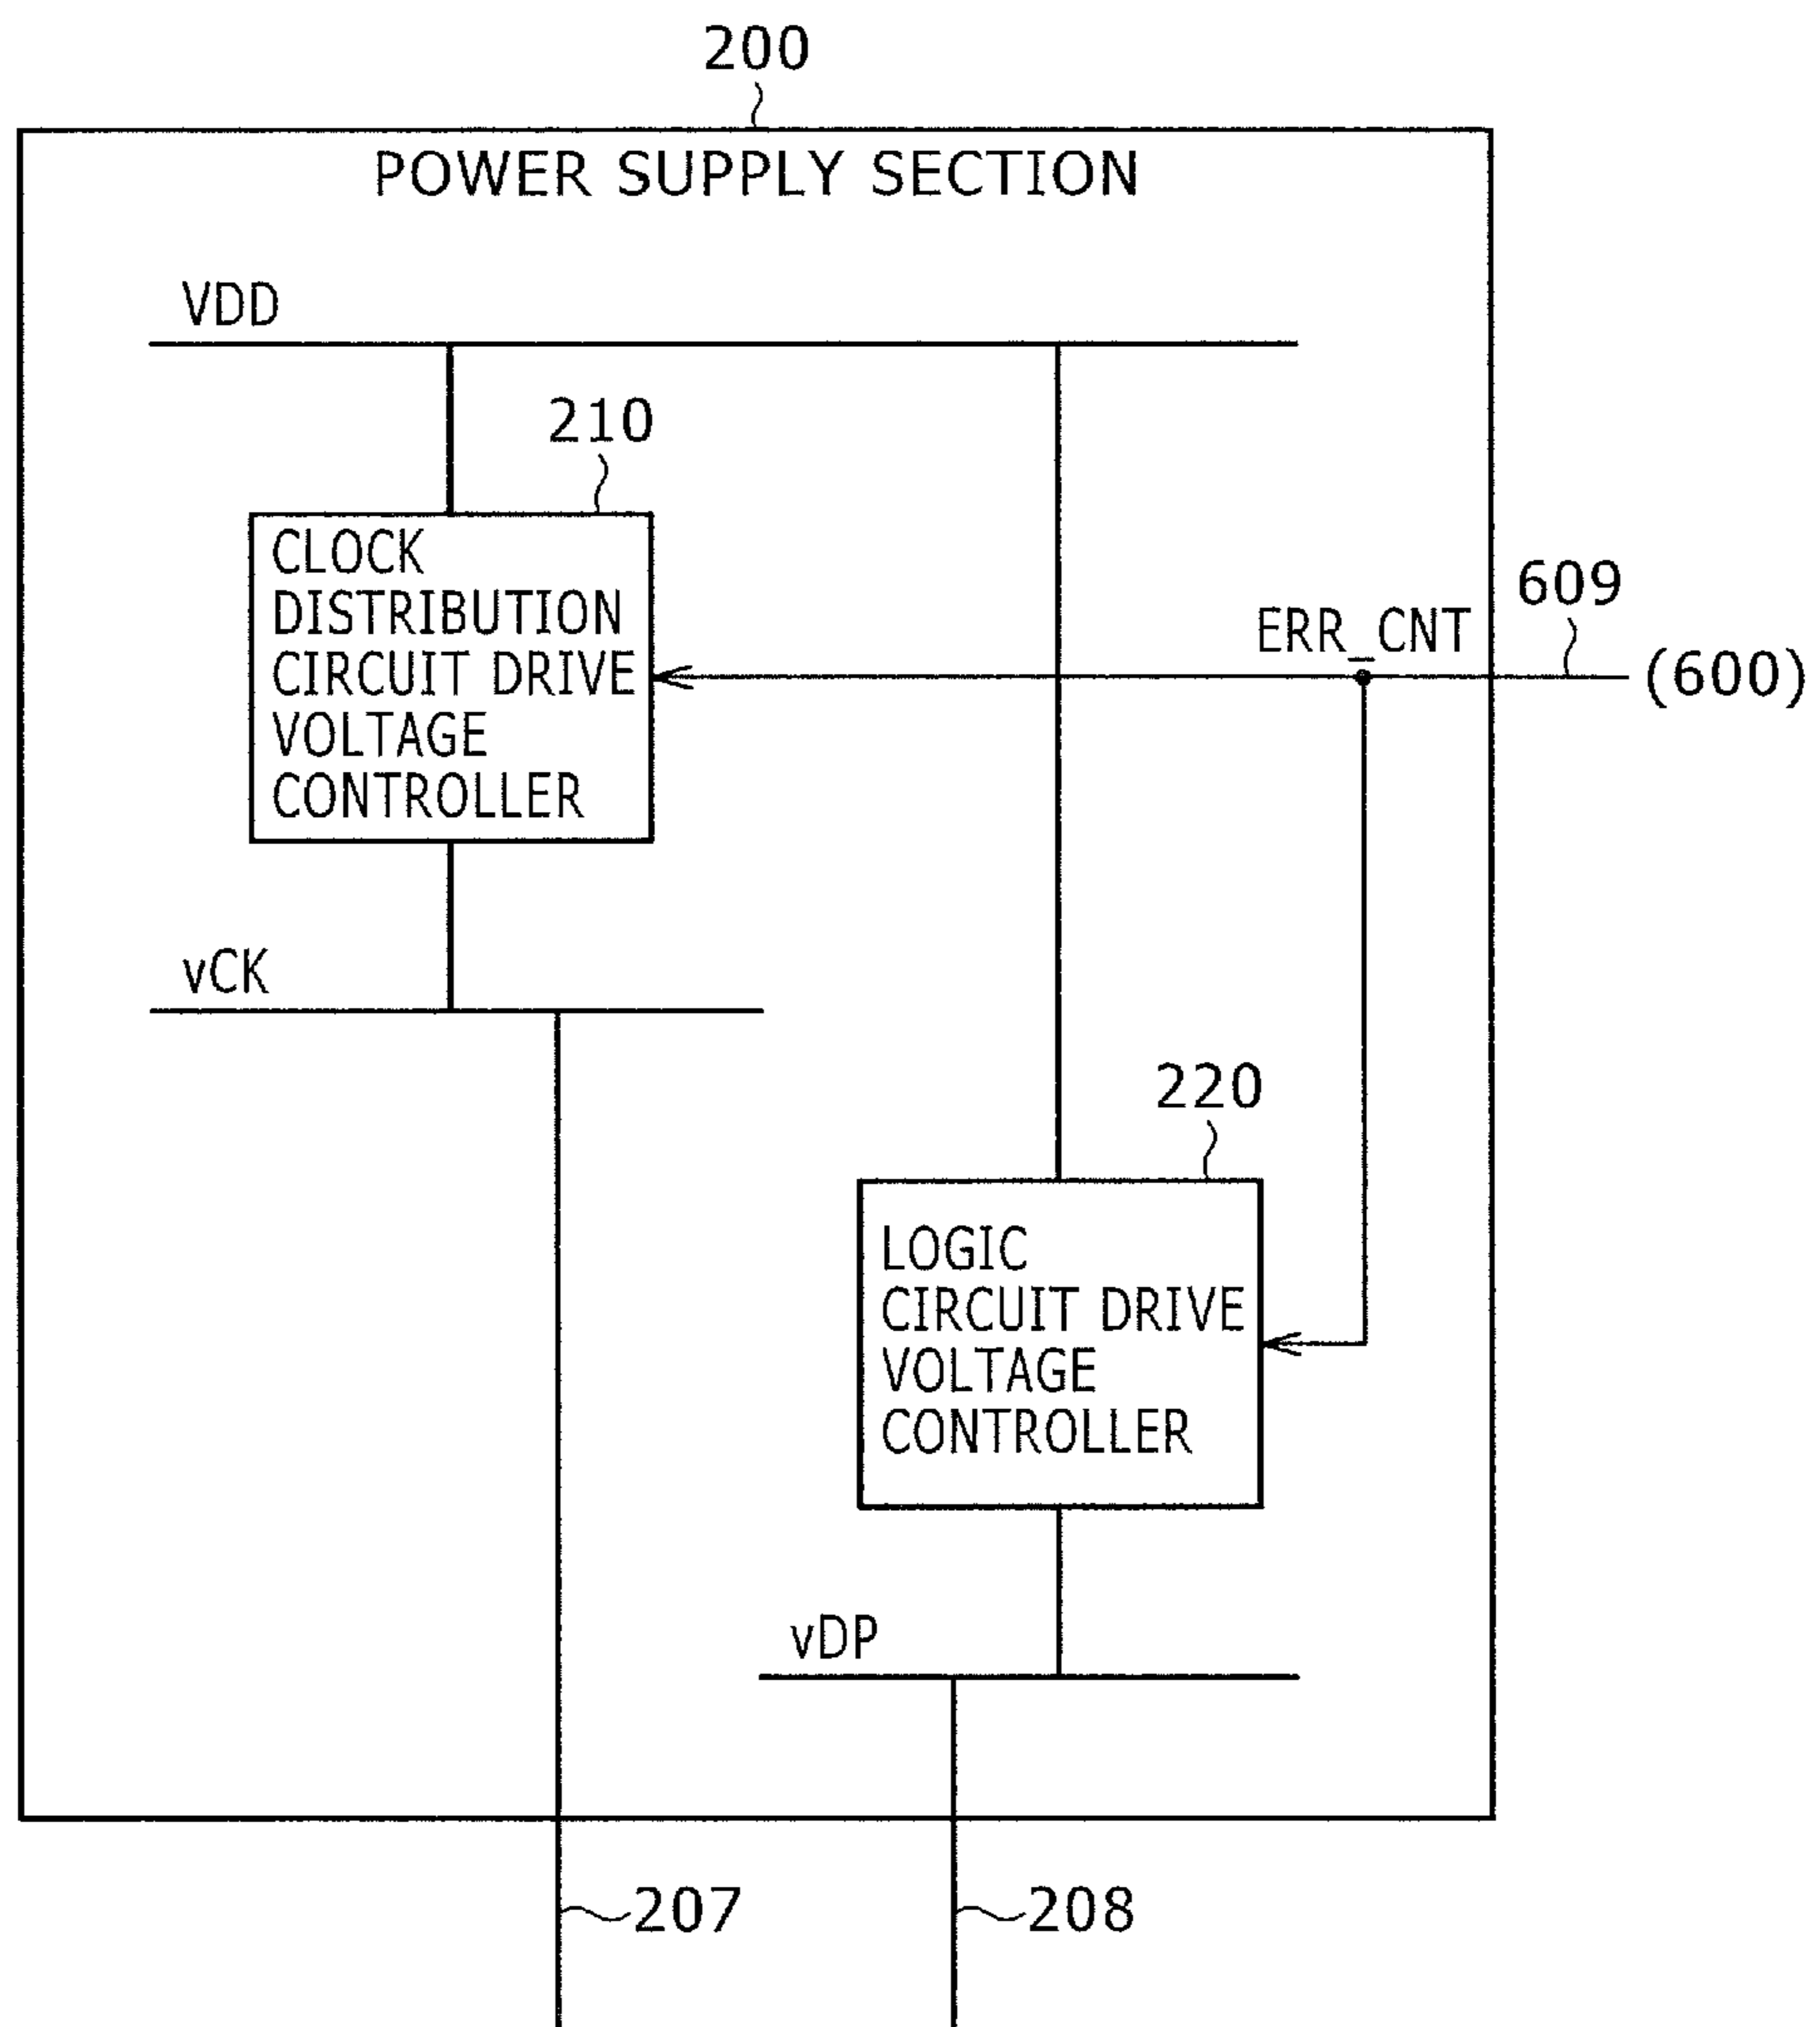 200
POWER SUPPLY SECTION
VDD
210
CLOCK
DISTRIBUTION
CIRCUIT DRIVE
VOLTAGE
CONTROLLER
609
ERR_CNT
(600)
vCK
220
LOGIC
CIRCUIT DRIVE
VOLTAGE
CONTROLLER
vDP
207
208